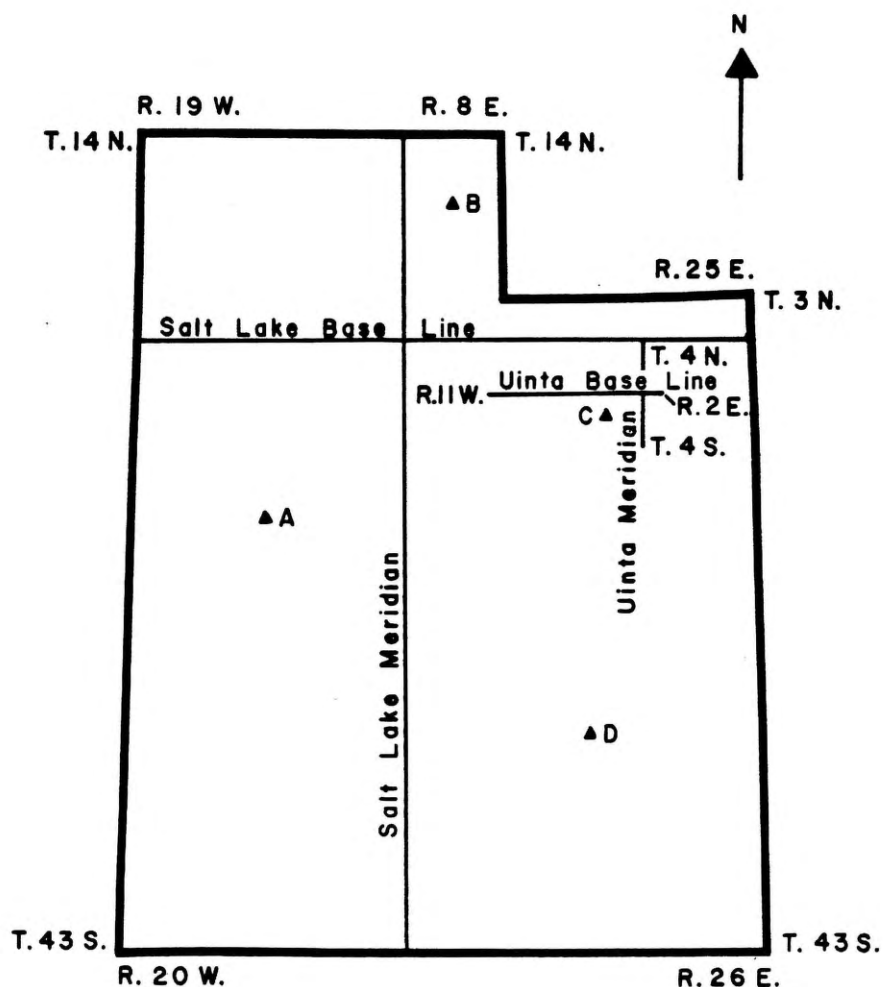 N
R. 19 W.
R. 8 E.
T. 14 N.
T. 14 N.
B
R. 25 E.
T. 3 N.
Salt Lake Base Line
T. 4 N.
Uinta Base Line
R. 11 W.
R. 2 E.
C
T. 4 S.
Uinta Meridian
A
Salt Lake Meridian
D
T. 43 S.
T. 43 S.
R. 20 W.
R. 26 E.